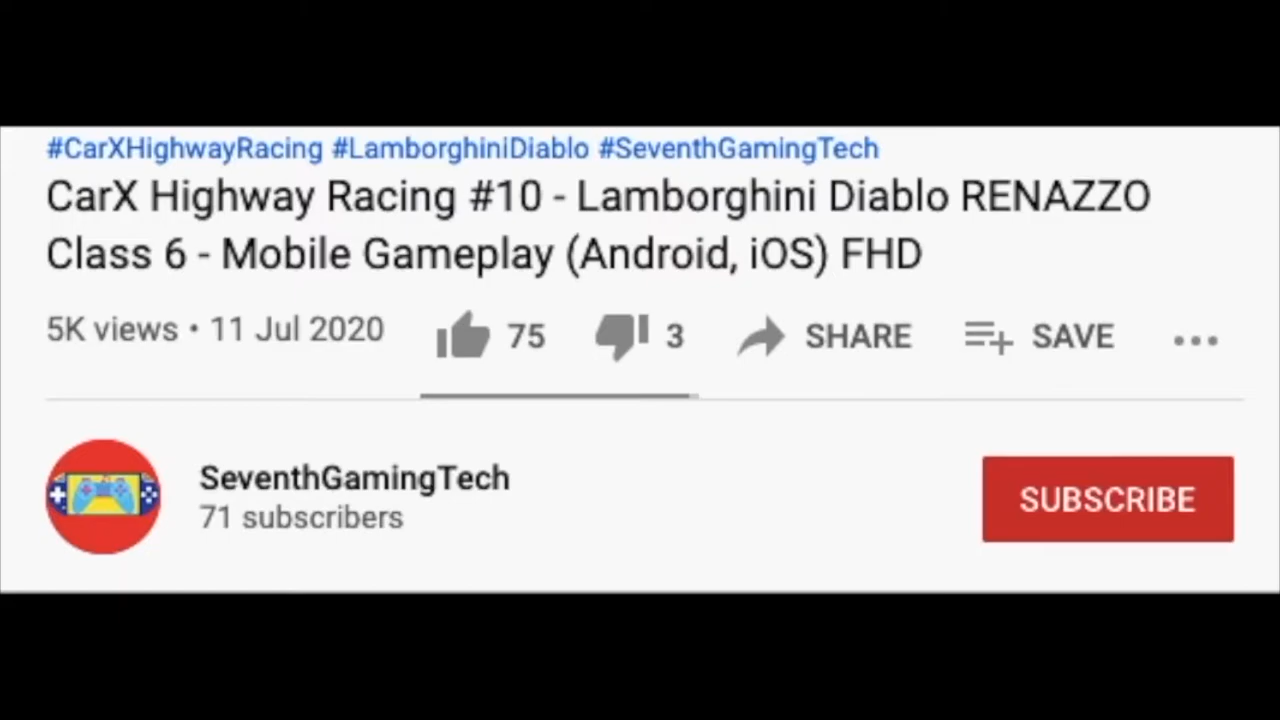 #CarXHighwayRacing #LamborghiniDiablo #SeventhGamingTech
CarX Highway Racing #10 - Lamborghini Diablo RENAZZO
Class 6 - Mobile Gameplay (Android, iOS) FHD
5K views • 11 Jul 2020 75 3 SHARE SAVE ...
SeventhGamingTech
71 subscribers
SUBSCRIBE